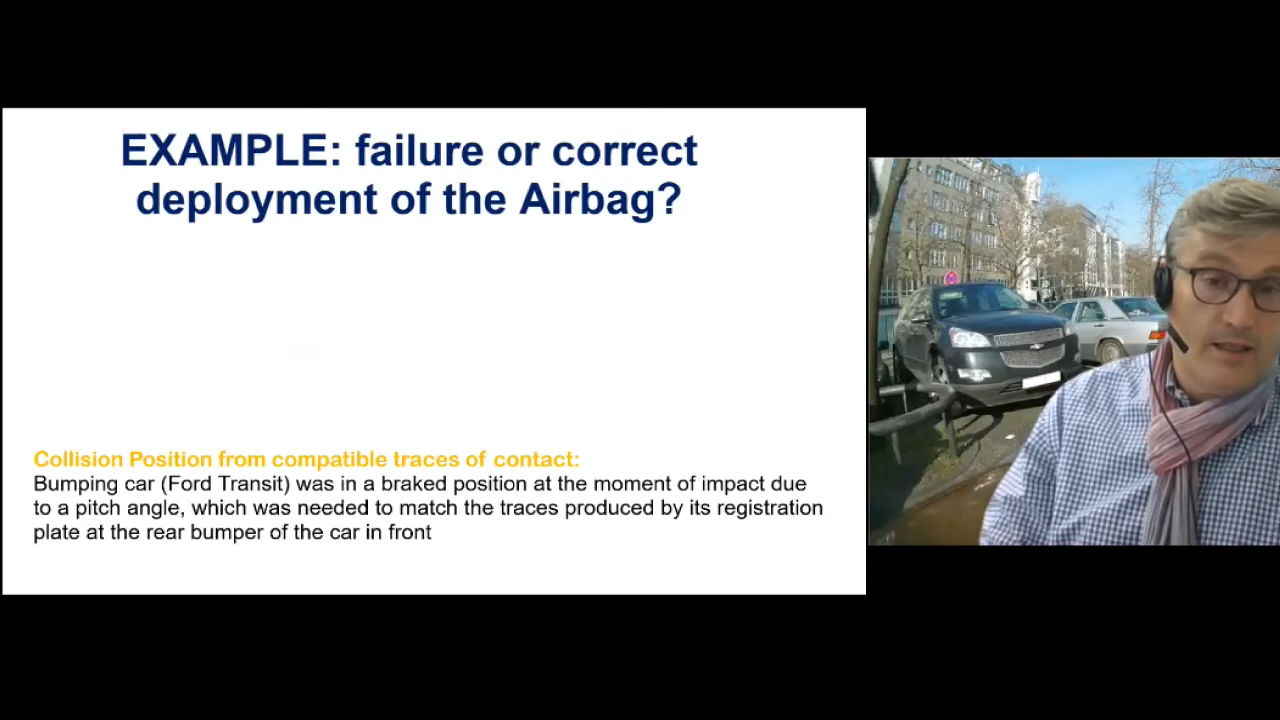 EXAMPLE: failure or correct
deployment of the Airbag?
Collision Position from compatible traces of contact:
Bumping car (Ford Transit) was in a braked position at the moment of impact due
to a pitch angle, which was needed to match the traces produced by its registration
plate at the rear bumper of the car in front